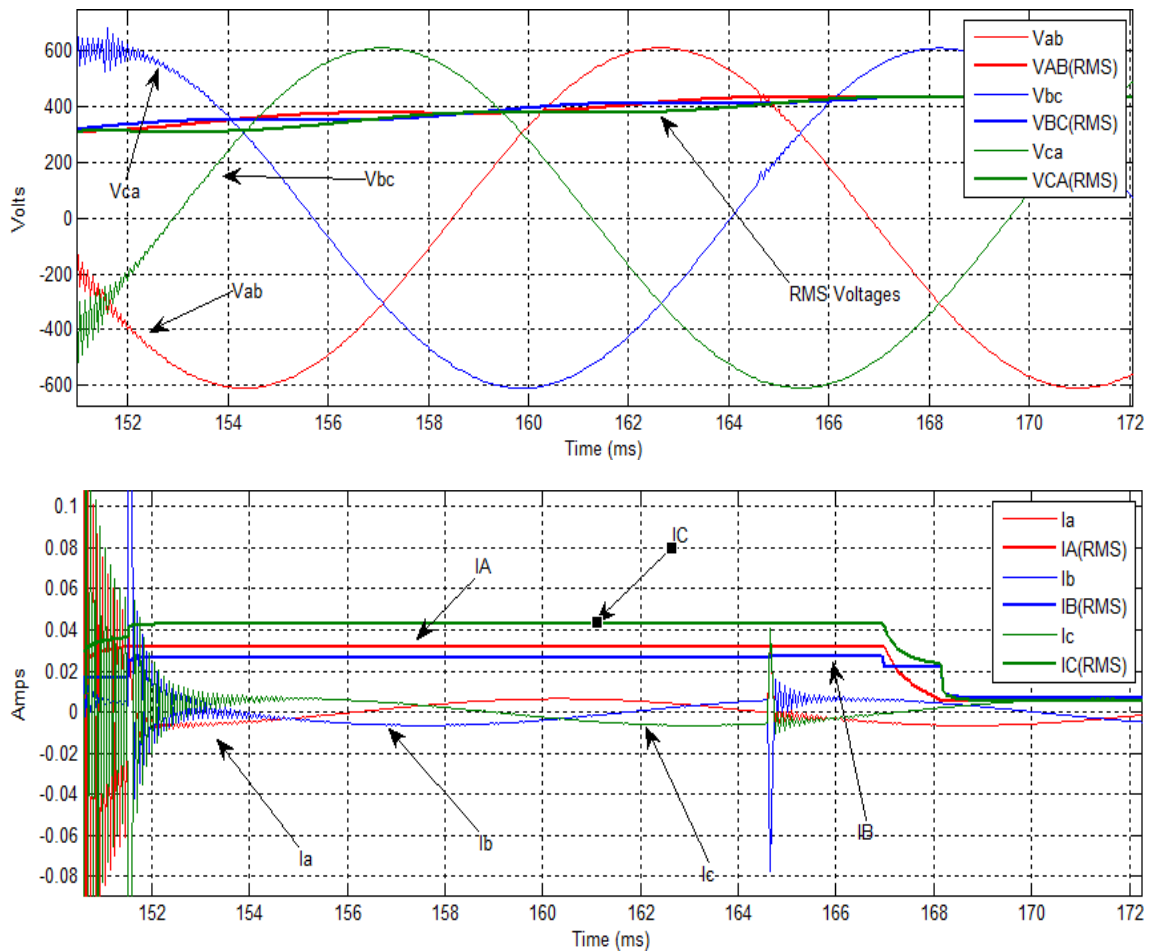 600
400
200
0
-200
-400
-600
Volts
152
154
156
158
160
162
164
166
168
170
172
Time (ms)
Vca
Vbc
Vab
RMS Voltages
Vab
VAB(RMS)
Vbc
VBC(RMS)
Vca
VCA(RMS)
0.1
0.08
0.06
0.04
0.02
0
-0.02
-0.04
-0.06
-0.08
Amps
152
154
156
158
160
162
164
166
168
170
172
Time (ms)
IA
IC
Ia
Ib
Ic
IB
Ia
IA(RMS)
Ib
IB(RMS)
Ic
IC(RMS)